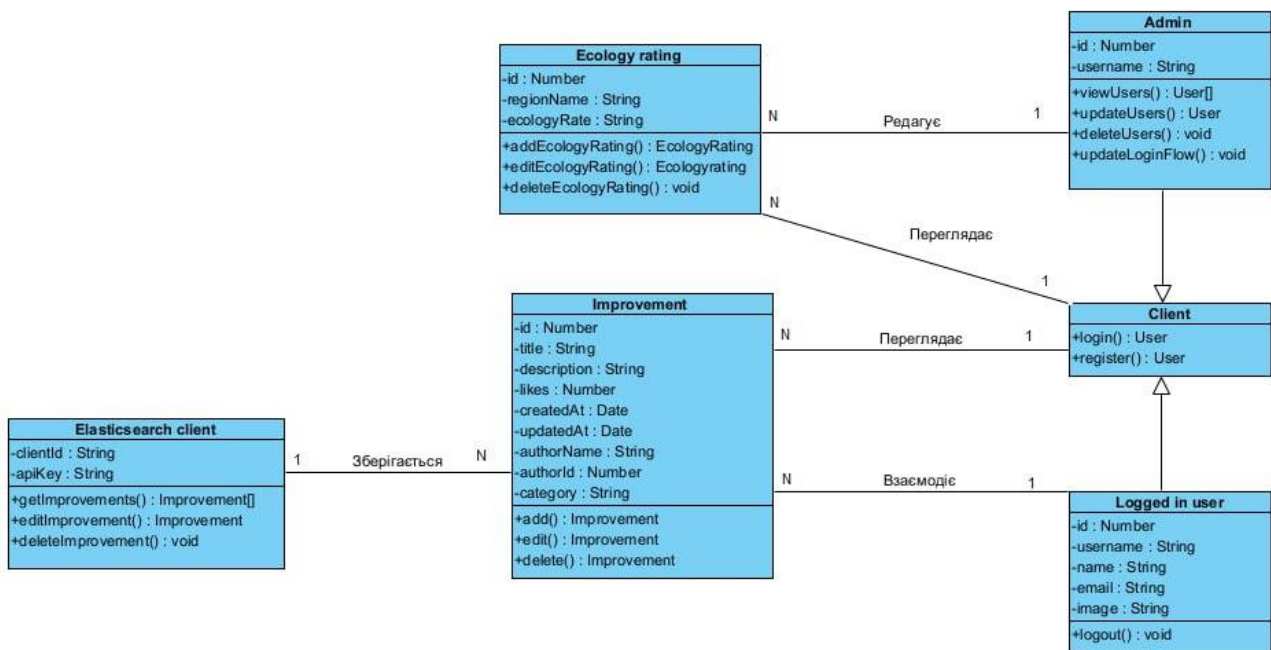 Admin
-id : Number
-username : String
+viewUsers() : User[]
+updateUsers() : User
+deleteUsers() : void
+updateLoginFlow() : void
Ecology rating
-id : Number
-regionName : String
-ecologyRate : String
+addEcologyRating() : EcologyRating
+editEcologyRating() : Ecologyrating
+deleteEcologyRating() : void
N
Редагує
1
N
Переглядає
1
Improvement
-id : Number
-title : String
-description : String
-likes : Number
-createdAt : Date
-updatedAt : Date
-authorName : String
-authorId : Number
-category : String
+add() : Improvement
+edit() : Improvement
+delete() : Improvement
N
Переглядає
1
Client
+login() : User
+register() : User
Elasticsearch client
-clientId : String
-apiKey : String
+getImprovements() : Improvement[]
+editImprovement() : Improvement
+deleteImprovement() : void
1
Зберігається
N
N
Взаємодіє
1
Logged in user
-id : Number
-username : String
-name : String
-email : String
-image : String
+logout() : void